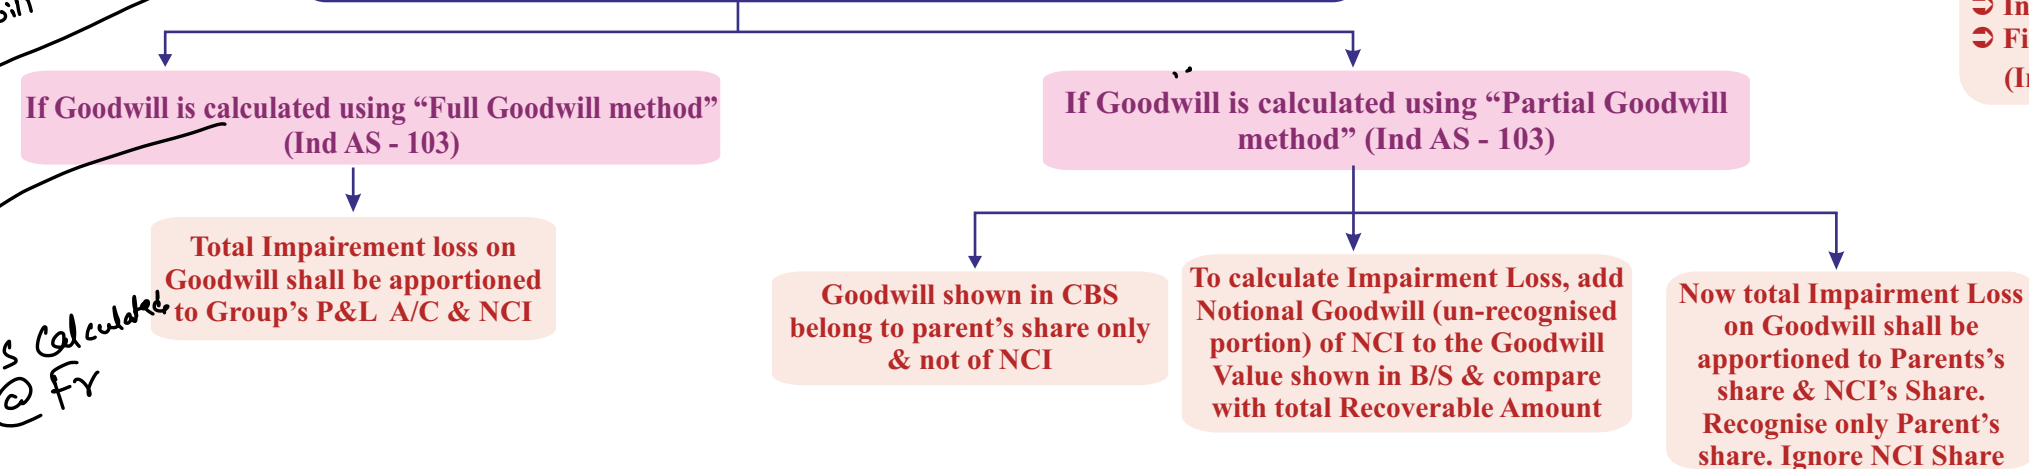 If Goodwill is calculated using “Full Goodwill method”
(Ind AS - 103)
If Goodwill is calculated using “Partial Goodwill
method” (Ind AS - 103)
Total Impairement loss on
Goodwill shall be apportioned
to Group’s P&L A/C & NCI
Goodwill shown in CBS
belong to parent’s share only
& not of NCI
To calculate Impairment Loss, add
Notional Goodwill (un-recognised
portion) of NCI to the Goodwill
Value shown in B/S & compare
with total Recoverable Amount
Now total Impairment Loss
on Goodwill shall be
apportioned to Parents’s
share & NCI’s Share.
Recognise only Parent’s
share. Ignore NCI Share
s Calculated
@ Fr
➲ In
➲ Fi
(I